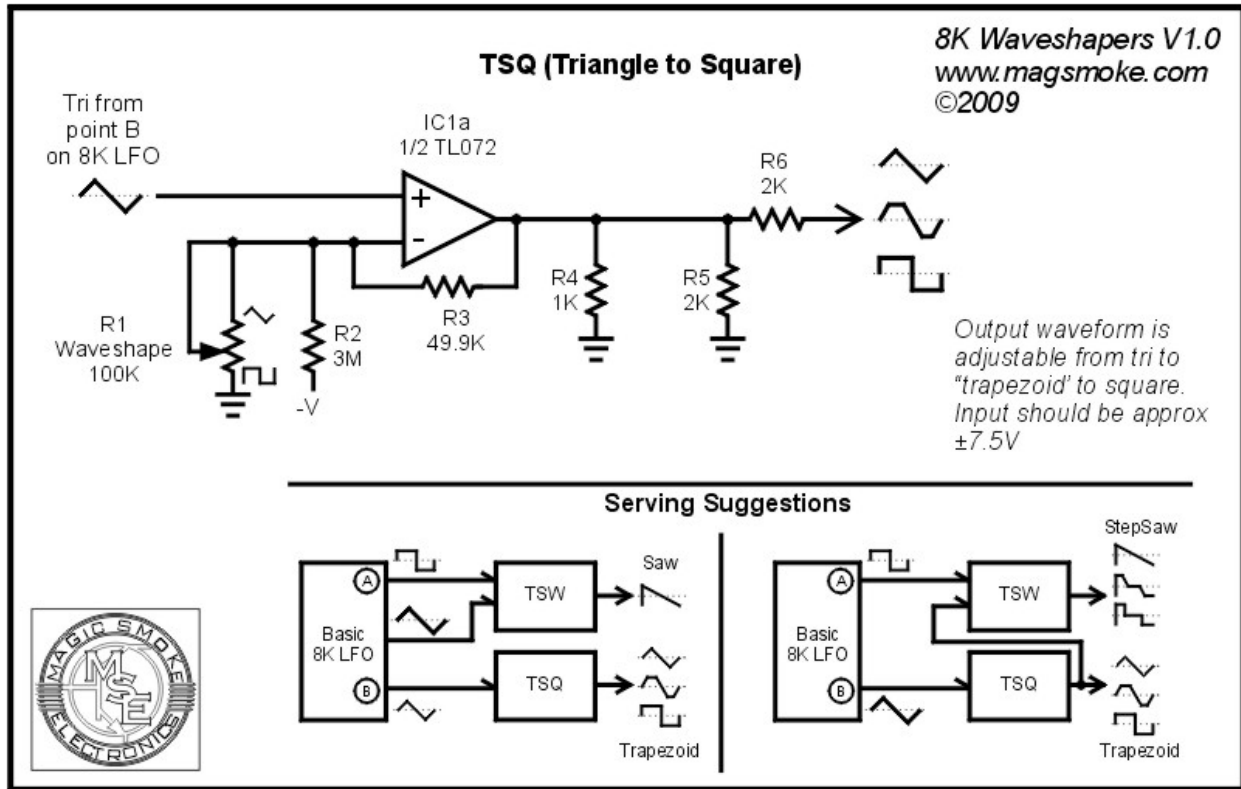 8K Waveshapers V1.0
www.magsmoke.com
©2009
TSQ (Triangle to Square)
Tri from
point B
on 8K LFO
IC1a
1/2 TL072
+
-
R6
2K
R4
1K
R5
2K
R3
49.9K
R1
Waveshape
100K
R2
3M
-V
Output waveform is
adjustable from tri to
"trapezoid' to square.
Input should be approx
±7.5V
Serving Suggestions
A
Basic
8K LFO
B
TSW
TSQ
Saw
Trapezoid
A
Basic
8K LFO
B
TSW
TSQ
StepSaw
Trapezoid
MAGIC SMOKE
MSE
ELECTRONICS